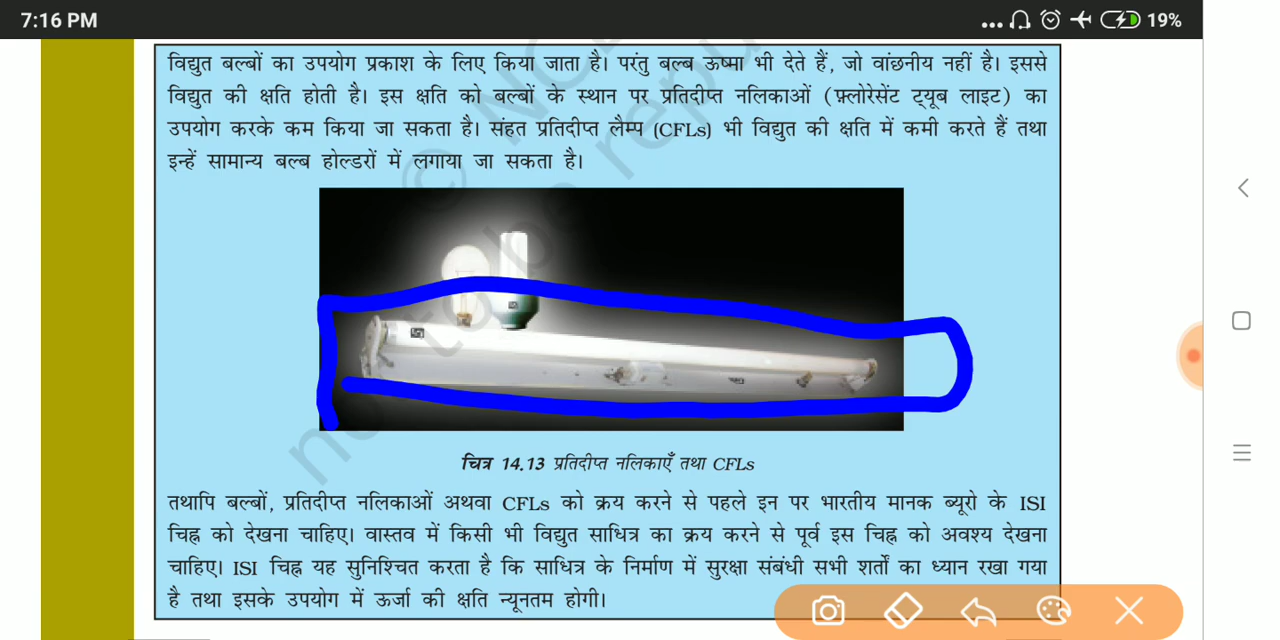 7:16 PM
19%
विद्युत बल्बों का उपयोग प्रकाश के लिए किया जाता है। परंतु बल्ब ऊष्मा भी देते हैं, जो वांछनीय नहीं है। इससे
विद्युत की क्षति होती है। इस क्षति को बल्बों के स्थान पर प्रतिदीप्त नलिकाओं (फ़्लोरेसेंट ट्यूब लाइट) का
उपयोग करके कम किया जा सकता है। संहत प्रतिदीप्त लैम्प (CFLs) भी विद्युत की क्षति में कमी करते हैं तथा
इन्हें सामान्य बल्ब होल्डरों में लगाया जा सकता है।
चित्र 14.13 प्रतिदीप्त नलिकाएँ तथा CFLs
तथापि बल्बों, प्रतिदीप्त नलिकाओं अथवा CFLs को क्रय करने से पहले इन पर भारतीय मानक ब्यूरो के ISI
चिह्न को देखना चाहिए। वास्तव में किसी भी विद्युत साधित्र का क्रय करने से पूर्व इस चिह्न को अवश्य देखना
चाहिए। ISI चिह्न यह सुनिश्चित करता है कि साधित्र के निर्माण में सुरक्षा संबंधी सभी शर्तों का ध्यान रखा गया
है तथा इसके उपयोग में ऊर्जा की क्षति न्यूनतम होगी।